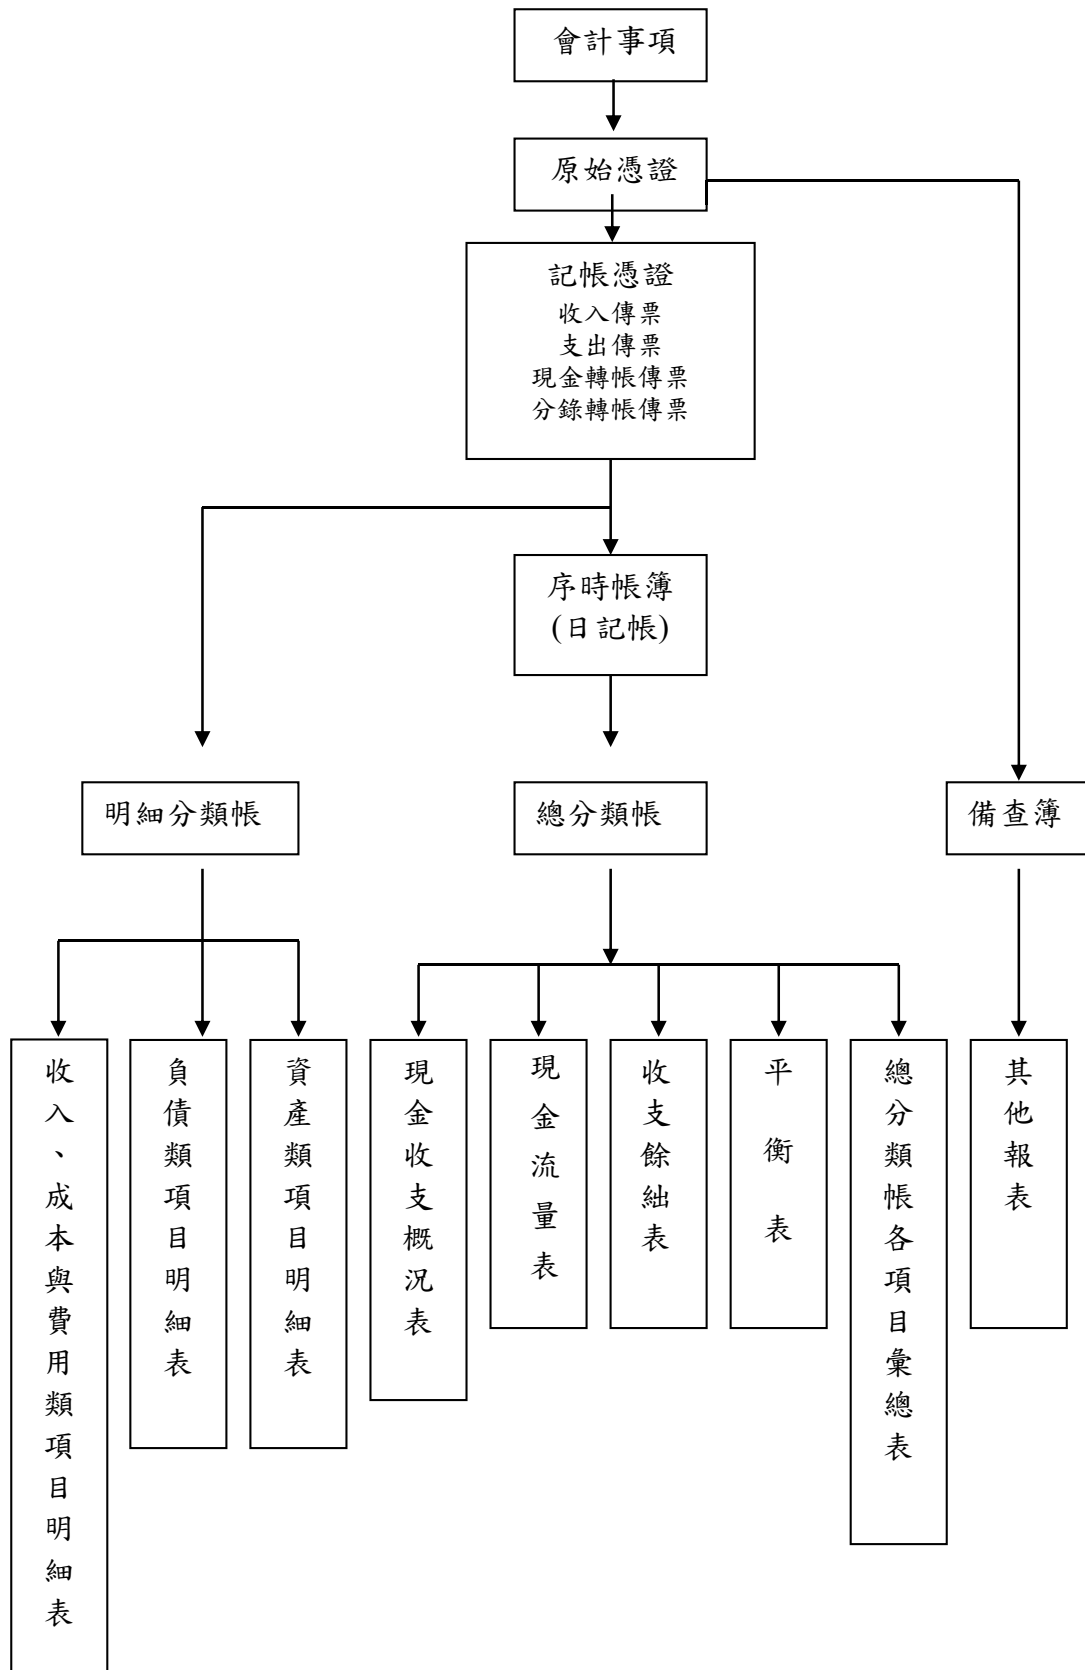 會計事項
原始憑證
記帳憑證
收入傳票
支出傳票
現金轉帳傳票
分錄轉帳傳票
序時帳簿
(日記帳)
明細分類帳
總分類帳
備查簿
收入、成本與費用類項目明細表
負債類項目明細表
資產類項目明細表
現金收支概況表
現金流量表
收支餘絀表
平衡表
總分類帳各項目彙總表
其他報表